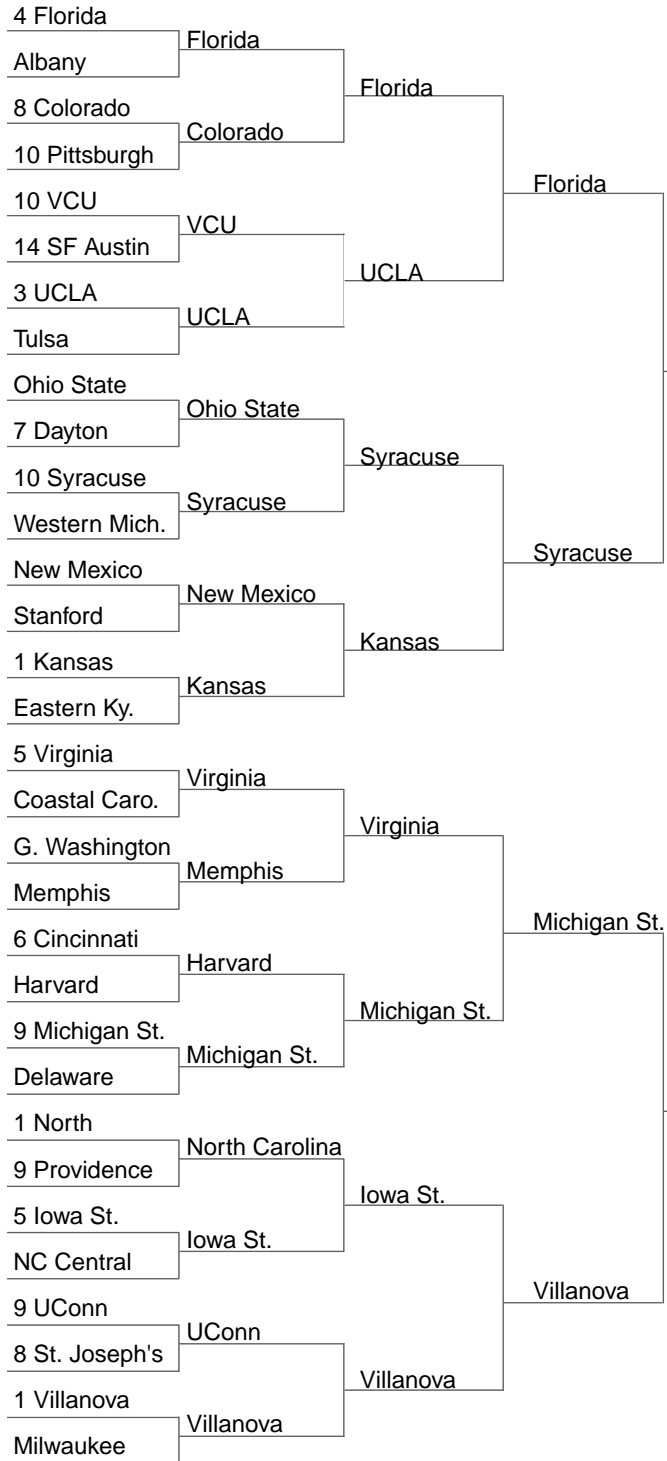 4 Florida
Albany
8 Colorado
10 Pittsburgh
10 VCU
14 SF Austin
3 UCLA
Tulsa
Ohio State
7 Dayton
10 Syracuse
Western Mich.
New Mexico
Stanford
1 Kansas
Eastern Ky.
5 Virginia
Coastal Caro.
G. Washington
Memphis
6 Cincinnati
Harvard
9 Michigan St.
Delaware
1 North
9 Providence
5 Iowa St.
NC Central
9 UConn
8 St. Joseph's
1 Villanova
Milwaukee
Florida
Colorado
VCU
UCLA
Ohio State
Syracuse
New Mexico
Kansas
Virginia
Memphis
Harvard
Michigan St.
North Carolina
Iowa St.
UConn
Villanova
Florida
UCLA
Syracuse
Kansas
Virginia
Michigan St.
Iowa St.
Villanova
Florida
Syracuse
Michigan St.
Villanova